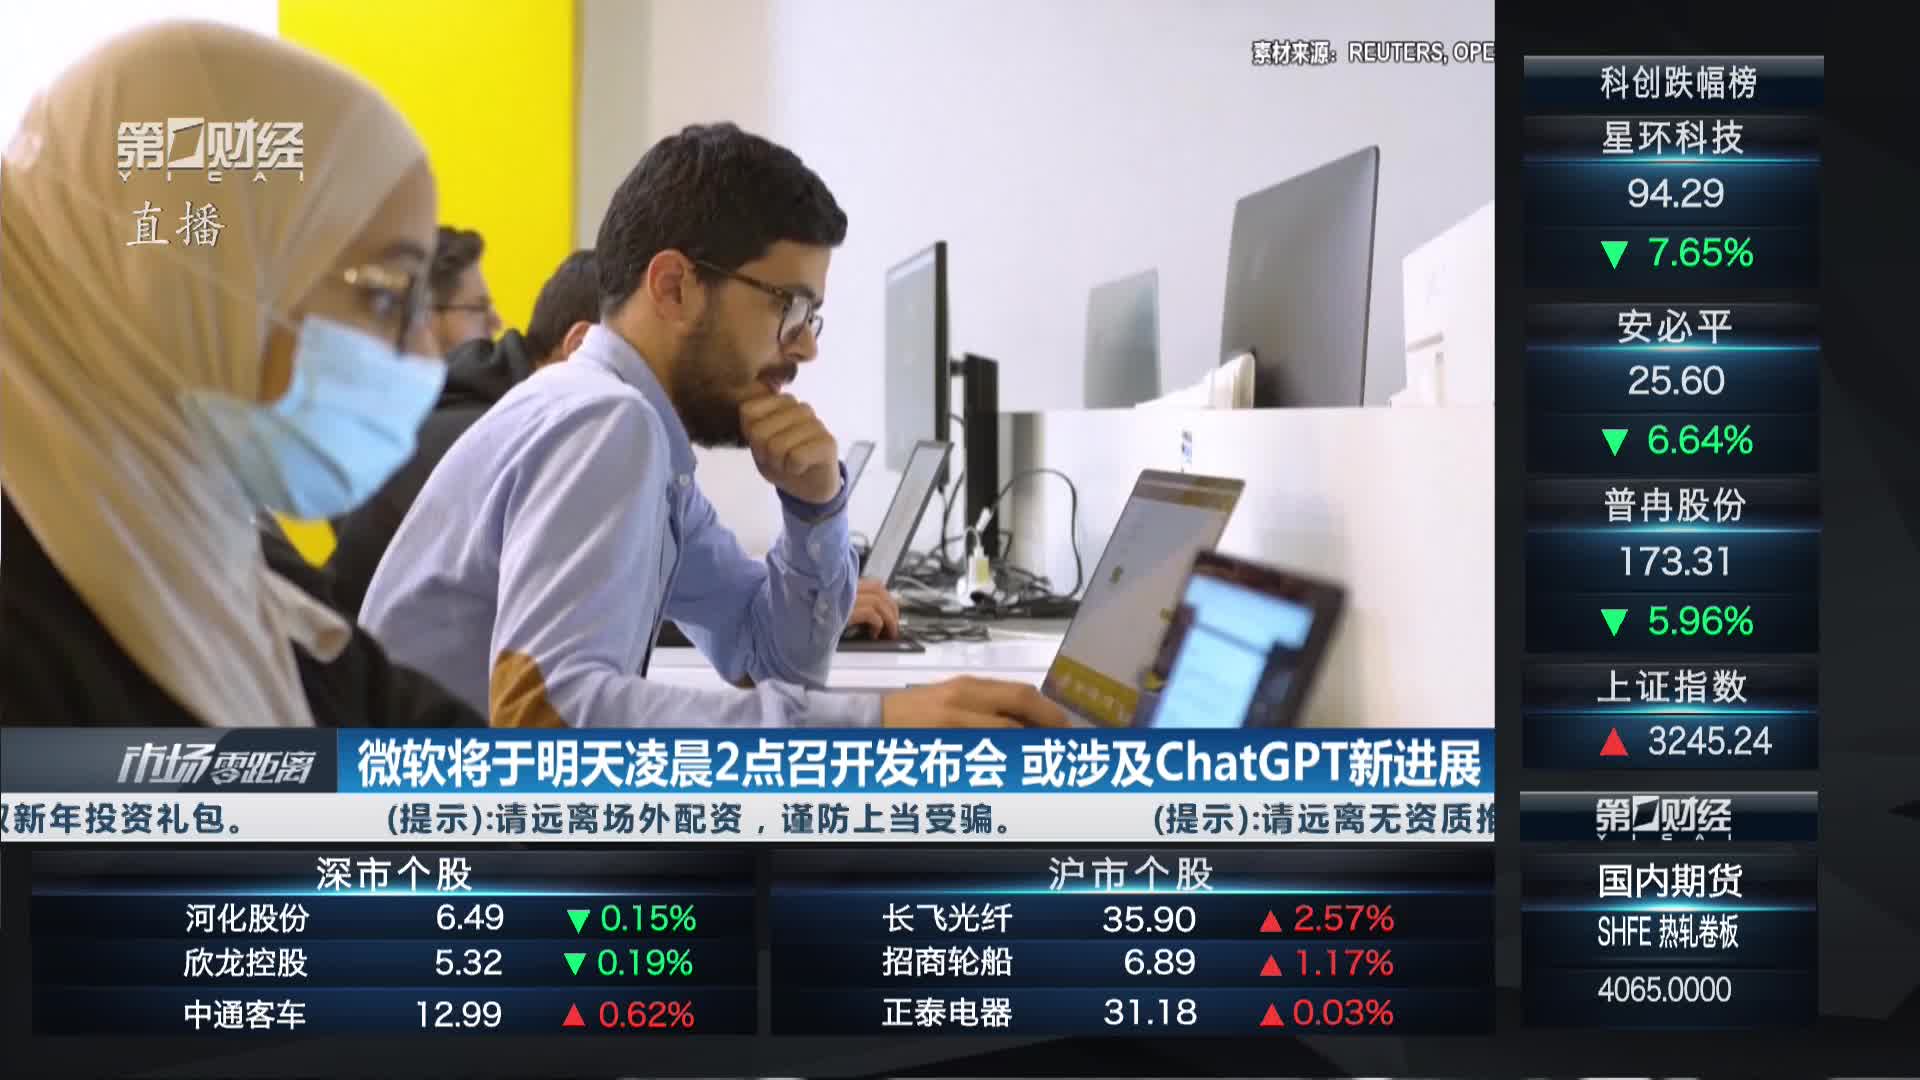 素材来源：REUTERS, OPE
第一财经
YICAI
直播
市场零距离
微软将于明天凌晨2点召开发布会 或涉及ChatGPT新进展
新年投资礼包。 (提示):请远离场外配资，谨防上当受骗。 (提示):请远离无资质
深市个股
河化股份 6.49 ▼ 0.15%
欣龙控股 5.32 ▼ 0.19%
中通客车 12.99 ▲ 0.62%
沪市个股
长飞光纤 35.90 ▲ 2.57%
招商轮船 6.89 ▲ 1.17%
正泰电器 31.18 ▲ 0.03%
科创跌幅榜
星环科技
94.29
▼ 7.65%
安必平
25.60
▼ 6.64%
普冉股份
173.31
▼ 5.96%
上证指数
▲ 3245.24
第一财经
YICAI
国内期货
SHFE 热轧卷板
4065.0000